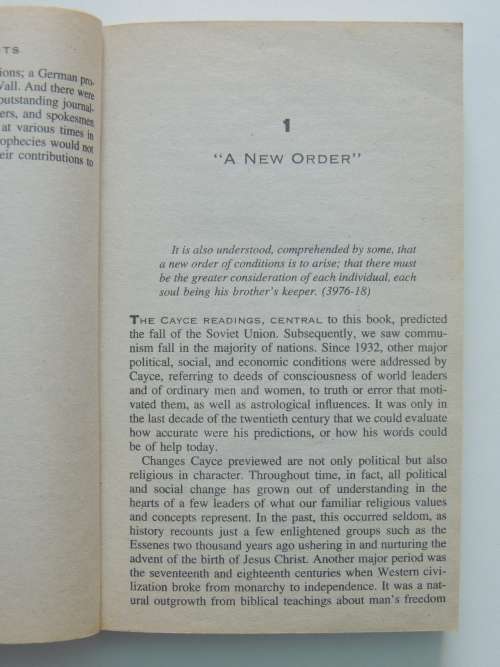 TS
ions; a German pro-
Wall. And there were
outstanding journal-
ers, and spokesmen
at various times in
ophecies would not
eir contributions to
1
"A NEW ORDER"
It is also understood, comprehended by some, that
a new order of conditions is to arise; that there must
be the greater consideration of each individual, each
soul being his brother's keeper. (3976-18)
THE CAYCE READINGS, CENTRAL to this book, predicted
the fall of the Soviet Union. Subsequently, we saw commu-
nism fall in the majority of nations. Since 1932, other major
political, social, and economic conditions were addressed by
Cayce, referring to deeds of consciousness of world leaders
and of ordinary men and women, to truth or error that moti-
vated them, as well as astrological influences. It was only in
the last decade of the twentieth century that we could evaluate
how accurate were his predictions, or how his words could
be of help today.
Changes Cayce previewed are not only political but also
religious in character. Throughout time, in fact, all political
and social change has grown out of understanding in the
hearts of a few leaders of what our familiar religious values
and concepts represent. In the past, this occurred seldom, as
history recounts just a few enlightened groups such as the
Essenes two thousand years ago ushering in and nurturing the
advent of the birth of Jesus Christ. Another major period was
the seventeenth and eighteenth centuries when Western civi-
lization broke from monarchy to independence. It was a nat-
ural outgrowth from biblical teachings about man's freedom